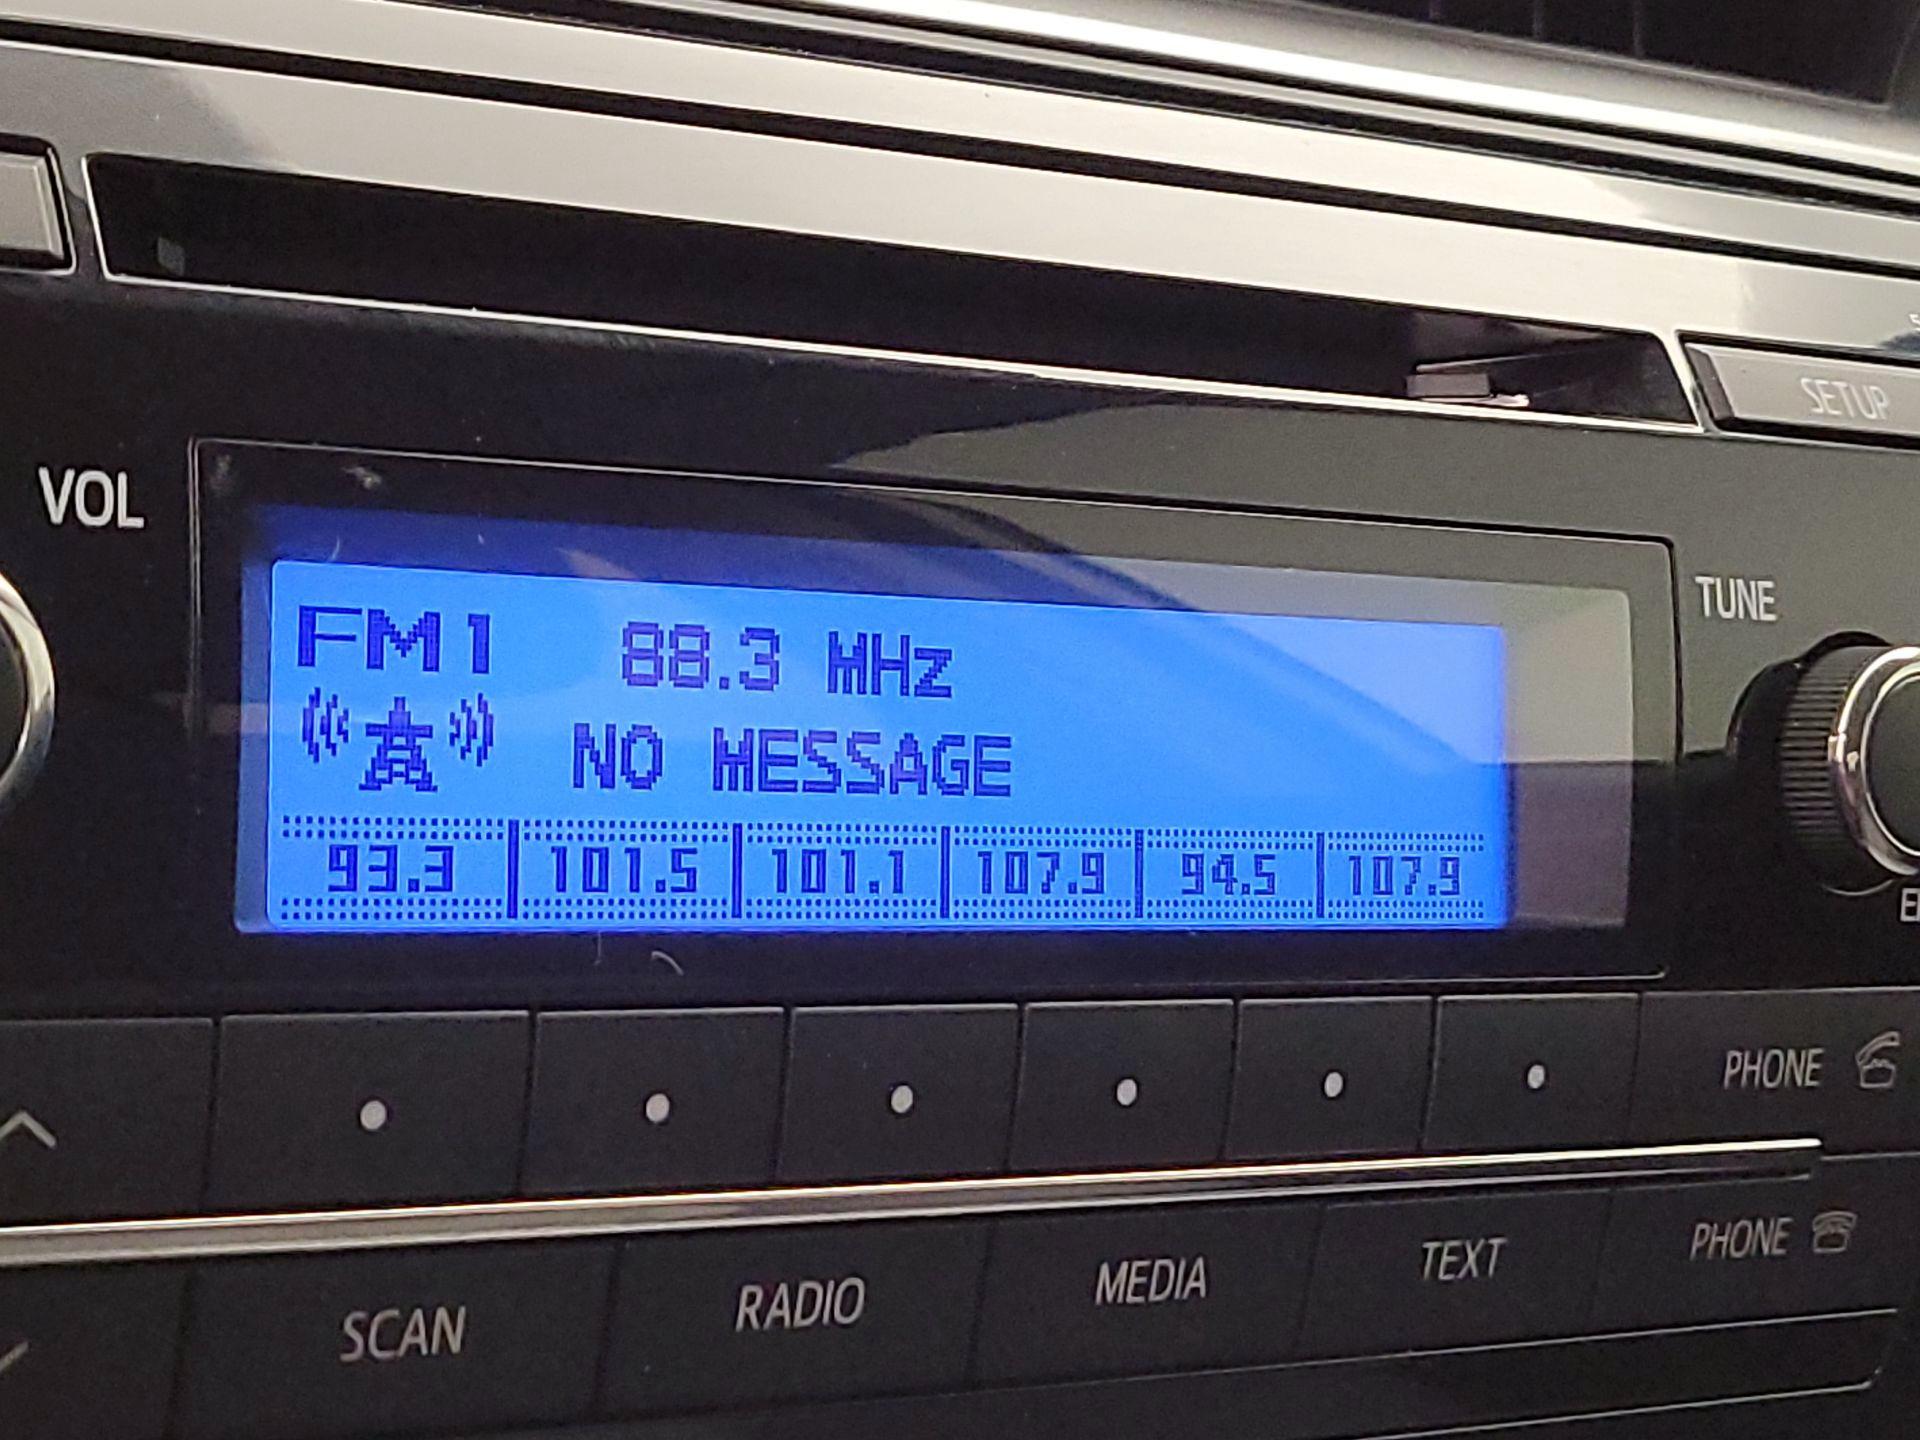 SETUP
VOL
FM1 88.3 MHz
TUNE
NO MESSAGE
93.3 101.5 101.1 107.9 94.5 107.9
PHONE
SCAN RADIO MEDIA TEXT PHONE